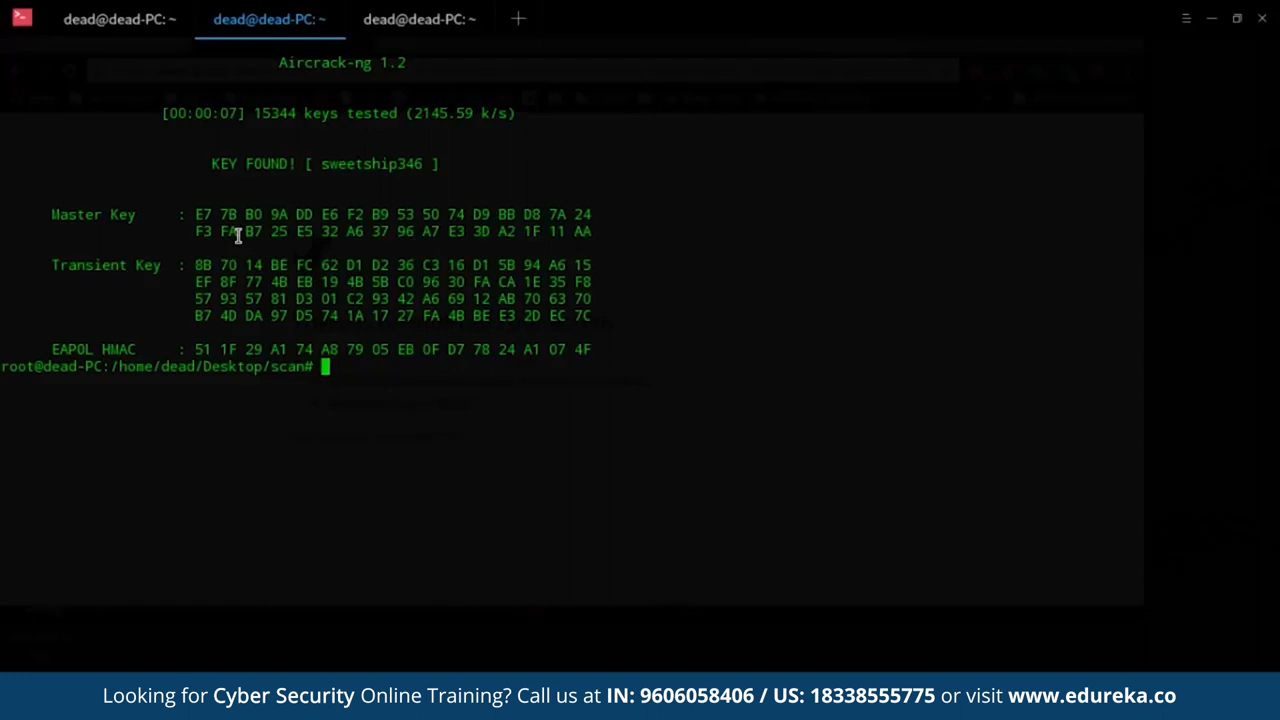 dead@dead-PC: ~ dead@dead-PC: ~ dead@dead-PC: ~
Aircrack-ng 1.2
[00:00:07] 15344 keys tested (2145.59 k/s)
KEY FOUND! [ sweetship346 ]
Master Key : E7 7B B0 9A DD E6 F2 B9 53 50 74 D9 BB D8 7A 24
F3 FA B7 25 E5 32 A6 37 96 A7 E3 3D A2 1F 11 AA
Transient Key : 8B 70 14 BE FC 62 D1 D2 36 C3 16 D1 5B 94 A6 15
EF 8F 77 4B EB 19 4B 5B C0 96 30 FA CA 1E 35 F8
57 93 57 81 D3 01 C2 93 42 A6 69 12 AB 70 63 70
B7 4D DA 97 D5 74 1A 17 27 FA 4B BE E3 2D EC 7C
EAPOL HMAC : 51 1F 29 A1 74 A8 79 05 EB 0F D7 78 24 A1 07 4F
root@dead-PC:/home/dead/Desktop/scan#
Looking for Cyber Security Online Training? Call us at IN: 9606058406 / US: 18338555775 or visit www.edureka.co